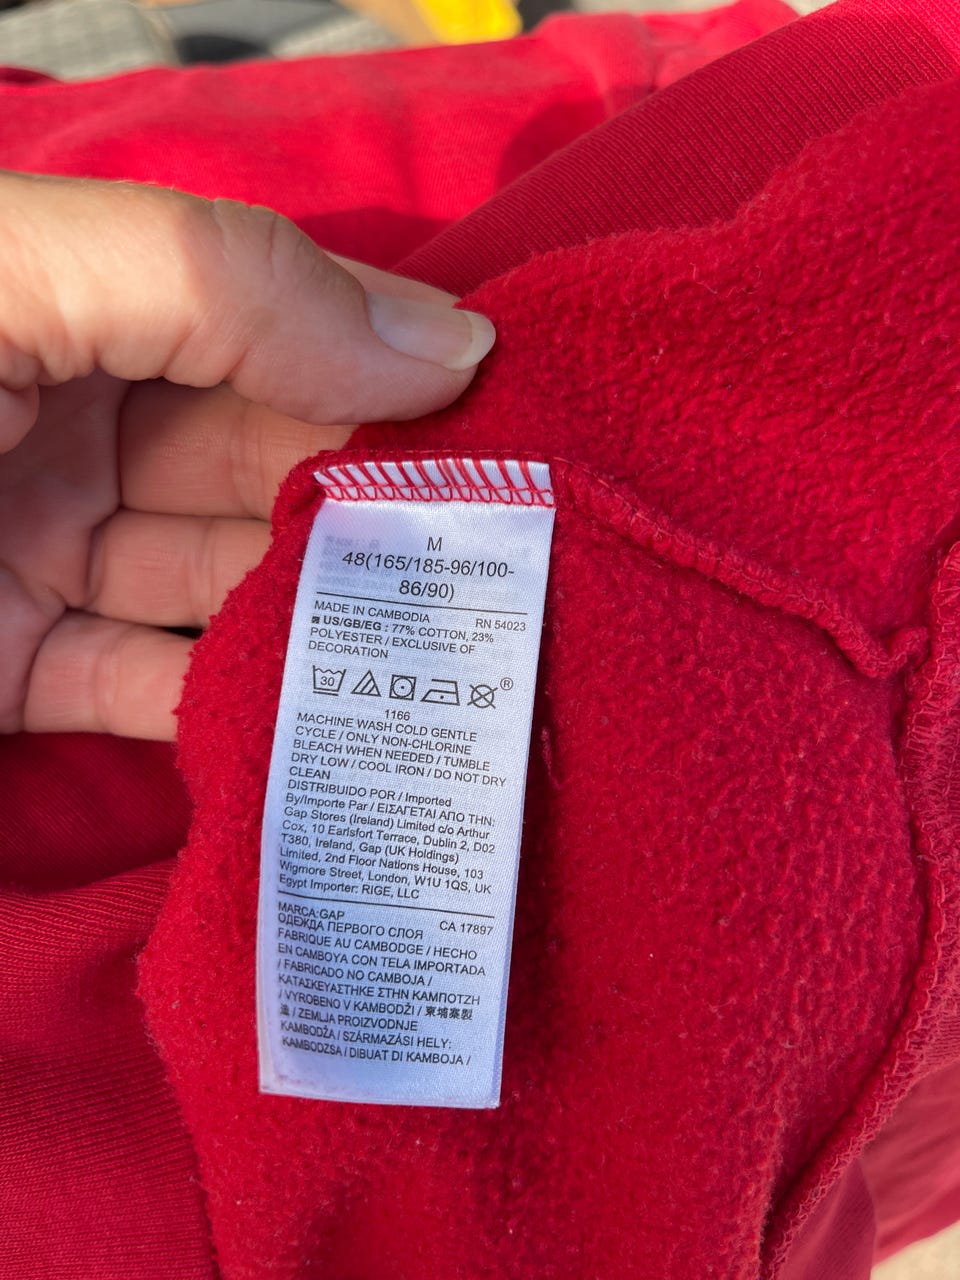 M
48(165/185-96/100-
86/90)
MADE IN CAMBODIA RN 54023
US/GB/EG : 77% COTTON, 23%
POLYESTER / EXCLUSIVE OF
DECORATION
30 ®
1166
MACHINE WASH COLD GENTLE
CYCLE / ONLY NON-CHLORINE
BLEACH WHEN NEEDED / TUMBLE
DRY LOW / COOL IRON / DO NOT DRY
CLEAN
DISTRIBUIDO POR / Imported
By/Importe Par / ΕΙΣΑΓΕΤΑΙ ΑΠΟ ΤΗΝ:
Gap Stores (Ireland) Limited c/o Arthur
Cox, 10 Earlsfort Terrace, Dublin 2, D02
T380, Ireland, Gap (UK Holdings)
Limited, 2nd Floor Nations House, 103
Wigmore Street, London, W1U 1QS, UK
Egypt Importer: RIGE, LLC
MARCA:GAP
ОДЕЖДА ПЕРВОГО СЛОЯ CA 17897
FABRIQUE AU CAMBODGE / HECHO
EN CAMBOYA CON TELA IMPORTADA
/ FABRICADO NO CAMBOJA /
ΚΑΤΑΣΚΕΥΑΣΤΗΚΕ ΣΤΗΝ ΚΑΜΠΟΤΖΗ
/ VYROBENO V KAMBODŽI / 柬埔寨製
造 / ZEMLJA PROIZVODNJE
KAMBODŽA / SZÁRMAZÁSI HELY:
KAMBODZSA / DIBUAT DI KAMBOJA /